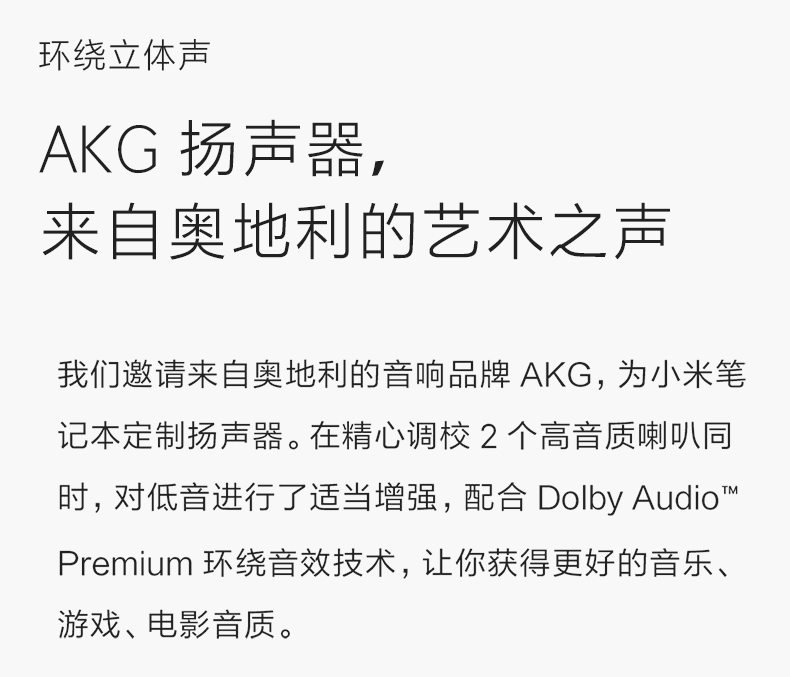 环绕立体声
AKG 扬声器，
来自奥地利的艺术之声
我们邀请来自奥地利的音响品牌 AKG，为小米笔
记本定制扬声器。在精心调校 2 个高音质喇叭同
时，对低音进行了适当增强，配合 Dolby Audio™
Premium 环绕音效技术，让你获得更好的音乐、
游戏、电影音质。